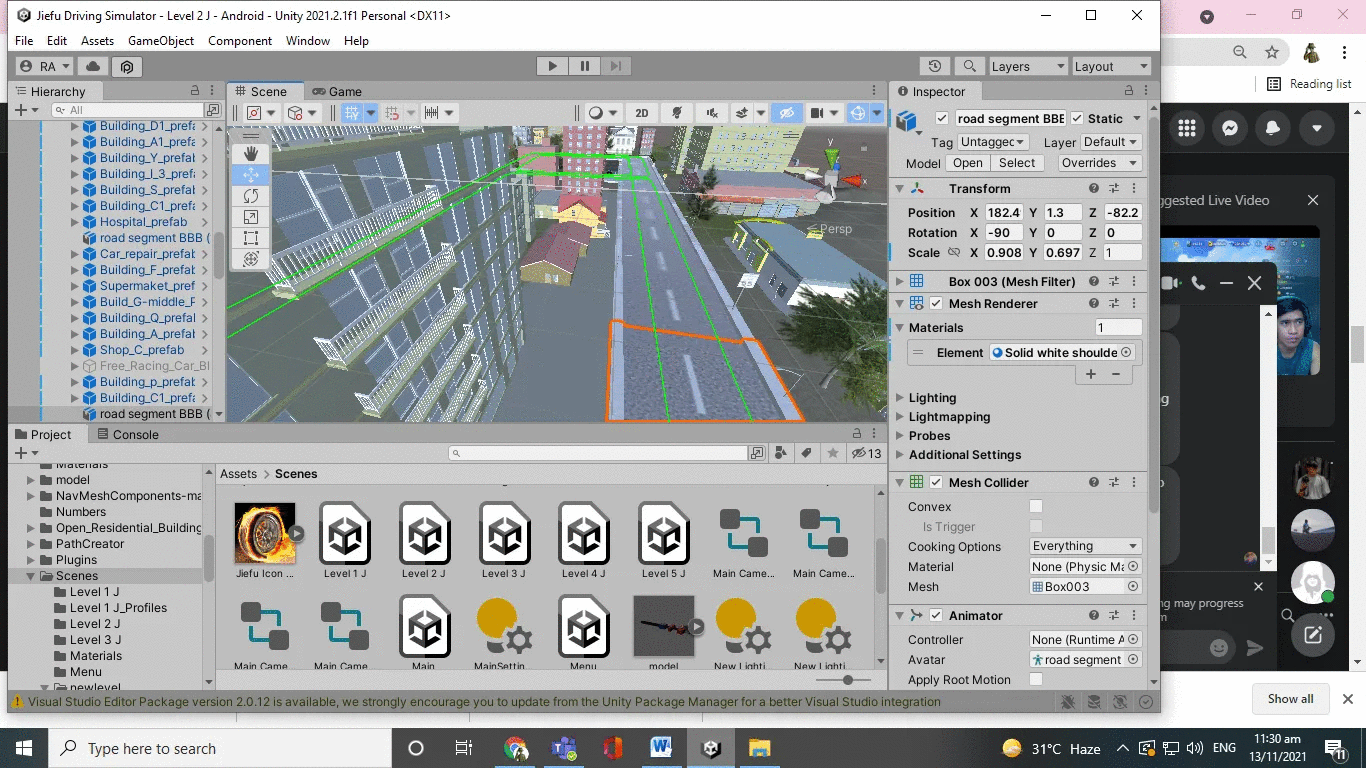 Jiefu Driving Simulator - Level 2 J - Android - Unity 2021.2.1f1 Personal <DX11>
File Edit Assets GameObject Component Window Help
RA
Layers Layout
Hierarchy
All
Building_D1_prefa
Building_A1_prefa
Building_Y_prefab
Building_I_3_prefa
Building_S_prefab
Building_C1_prefa
Hospital_prefab
road segment BBB (
Car_repair_prefab
Building_F_prefab
Supermaket_prefe
Build_G-middle_F
Building_Q_prefab
Building_A_prefab
Shop_C_prefab
Free_Racing_Car_Bl
Building_p_prefab
Building_C1_prefa
road segment BBB (
Scene Game
2D
y
x
Persp
Inspector
road segment BBE Static
Tag Untagged Layer Default
Model Open Select Overrides
Transform
Position X 182.4 Y 1.3 Z -82.2
Rotation X -90 Y 0 Z 0
Scale X 0.908 Y 0.697 Z 1
Box 003 (Mesh Filter)
Mesh Renderer
Materials 1
Element Solid white shoulde
Lighting
Lightmapping
Probes
Additional Settings
Mesh Collider
Convex
Is Trigger
Cooking Options Everything
Material None (Physic Ma
Mesh Box003
Animator
Controller None (Runtime A
Avatar road segment
Apply Root Motion
Project Console
13
Materials
model
NavMeshComponents-ma
Numbers
Open_Residential_Building
PathCreator
Plugins
Scenes
Level 1 J
Level 1 J_Profiles
Level 2 J
Level 3 J
Materials
Menu
newlevel
Assets > Scenes
Jiefu Icon ... Level 1 J Level 2 J Level 3 J Level 4 J Level 5 J Main Came... Main Came...
Main Came... Main Came... Main MainSettin... Menu model New Lighti... New Lighti...
Visual Studio Editor Package version 2.0.12 is available, we strongly encourage you to update from the Unity Package Manager for a better Visual Studio integration
Reading list
ggested Live Video
ng may progress
Show all
Type here to search
31°C Haze
ENG
11:30 am
13/11/2021
11